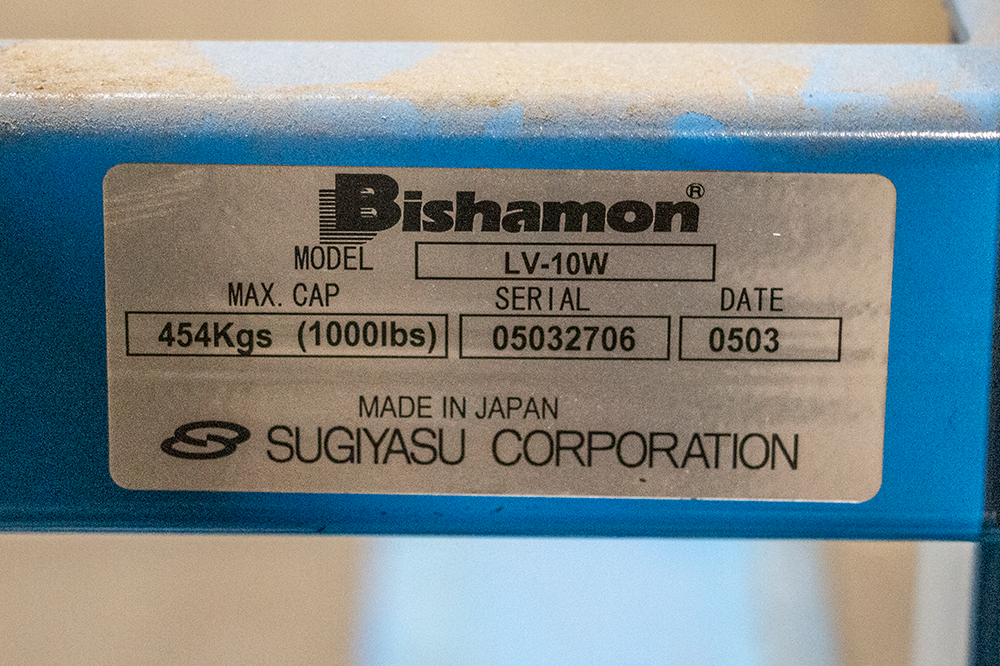 Bishamon®
MODEL LV-10W
MAX. CAP SERIAL DATE
454Kgs (1000lbs) 05032706 0503
MADE IN JAPAN
SUGIYASU CORPORATION